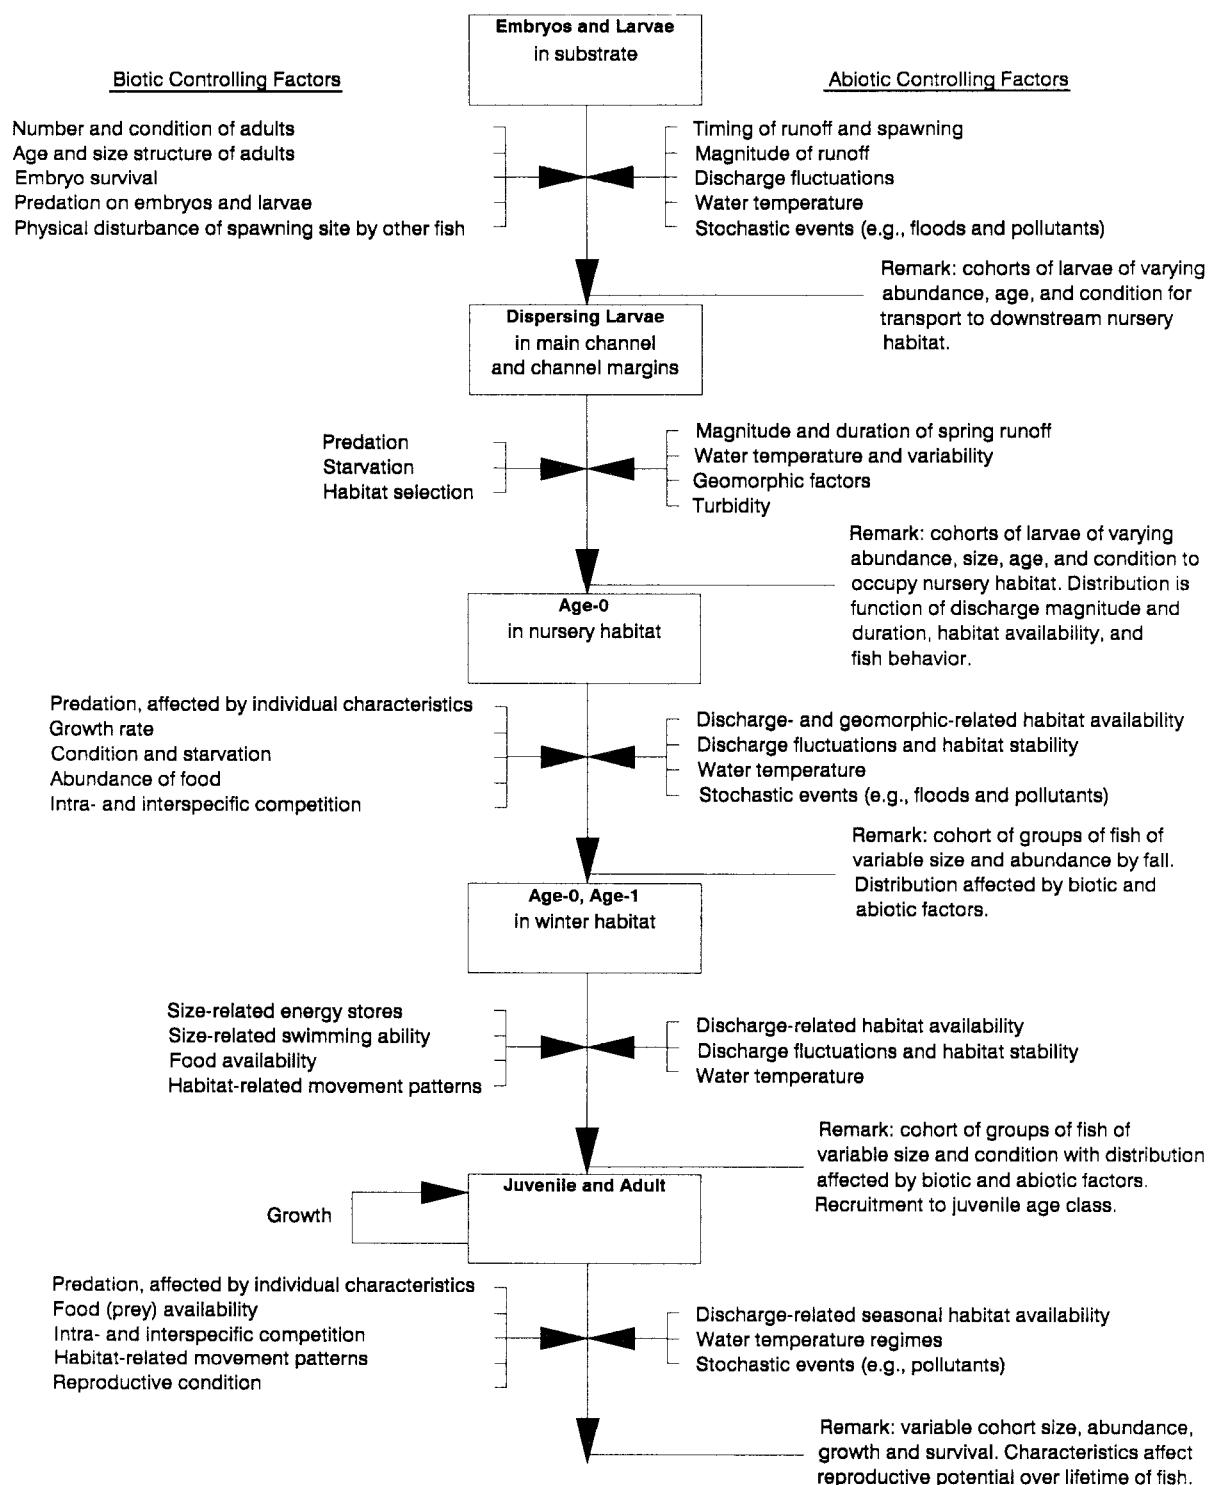 Embryos and Larvae
in substrate
Biotic Controlling Factors
Abiotic Controlling Factors
Number and condition of adults
Age and size structure of adults
Embryo survival
Predation on embryos and larvae
Physical disturbance of spawning site by other fish
Timing of runoff and spawning
Magnitude of runoff
Discharge fluctuations
Water temperature
Stochastic events (e.g., floods and pollutants)
Remark: cohorts of larvae of varying
abundance, age, and condition for
transport to downstream nursery
habitat.
Dispersing Larvae
in main channel
and channel margins
Predation
Starvation
Habitat selection
Magnitude and duration of spring runoff
Water temperature and variability
Geomorphic factors
Turbidity
Remark: cohorts of larvae of varying
abundance, size, age, and condition to
occupy nursery habitat. Distribution is
function of discharge magnitude and
duration, habitat availability, and
fish behavior.
Age-0
in nursery habitat
Predation, affected by individual characteristics
Growth rate
Condition and starvation
Abundance of food
Intra- and interspecific competition
Discharge- and geomorphic-related habitat availability
Discharge fluctuations and habitat stability
Water temperature
Stochastic events (e.g., floods and pollutants)
Remark: cohort of groups of fish of
variable size and abundance by fall.
Distribution affected by biotic and
abiotic factors.
Age-0, Age-1
in winter habitat
Size-related energy stores
Size-related swimming ability
Food availability
Habitat-related movement patterns
Discharge-related habitat availability
Discharge fluctuations and habitat stability
Water temperature
Remark: cohort of groups of fish of
variable size and condition with distribution
affected by biotic and abiotic factors.
Recruitment to juvenile age class.
Juvenile and Adult
Growth
Predation, affected by individual characteristics
Food (prey) availability
Intra- and interspecific competition
Habitat-related movement patterns
Reproductive condition
Discharge-related seasonal habitat availability
Water temperature regimes
Stochastic events (e.g., pollutants)
Remark: variable cohort size, abundance,
growth and survival. Characteristics affect
reproductive potential over lifetime of fish.